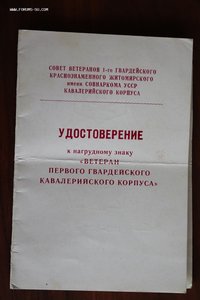 www.forums-su.com
СОВЕТ ВЕТЕРАНОВ 1-го ГВАРДЕЙСКОГО
КРАСНОЗНАМЕННОГО ЖИТОМИРСКОГО
имени СОВНАРКОМА УССР
КАВАЛЕРИЙСКОГО КОРПУСА
УДОСТОВЕРЕНИЕ
к нагрудному знаку
«ВЕТЕРАН
ПЕРВОГО ГВАРДЕЙСКОГО
КАВАЛЕРИЙСКОГО КОРПУСА»